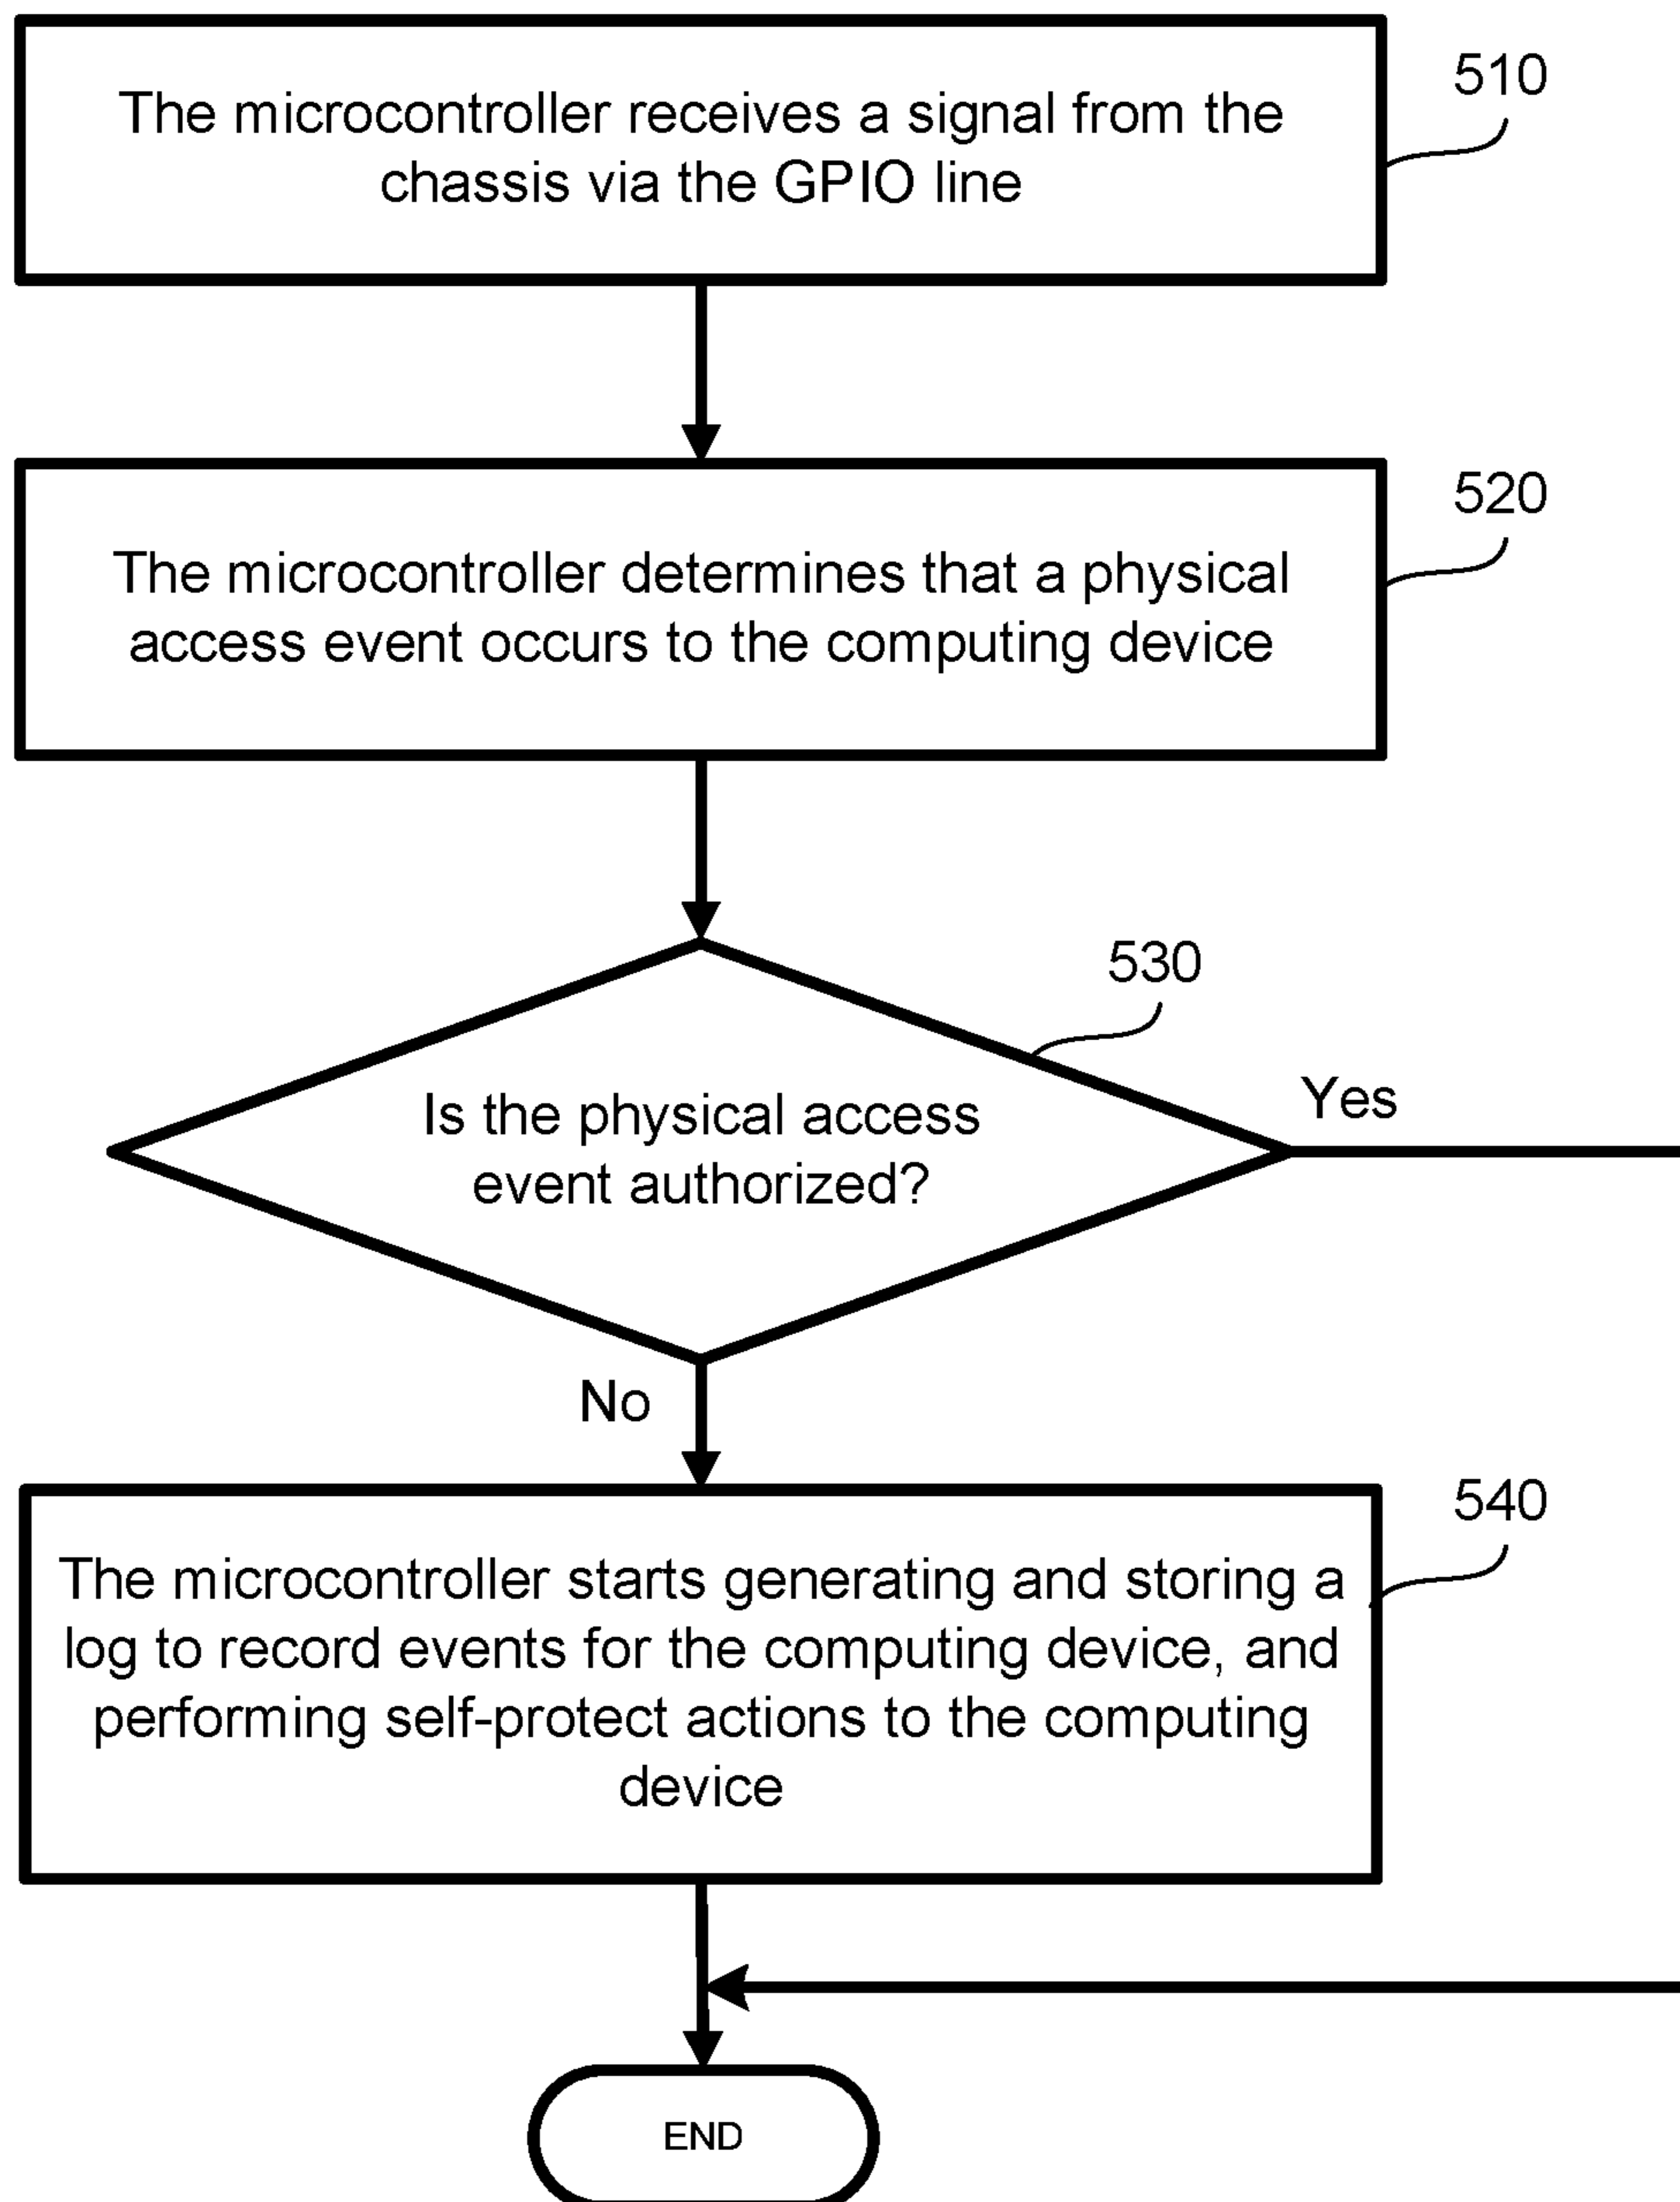 The microcontroller receives a signal from the
chassis via the GPIO line
510
The microcontroller determines that a physical
access event occurs to the computing device
520
530
Is the physical access
event authorized?
Yes
No
540
The microcontroller starts generating and storing a
log to record events for the computing device, and
performing self-protect actions to the computing
device
END